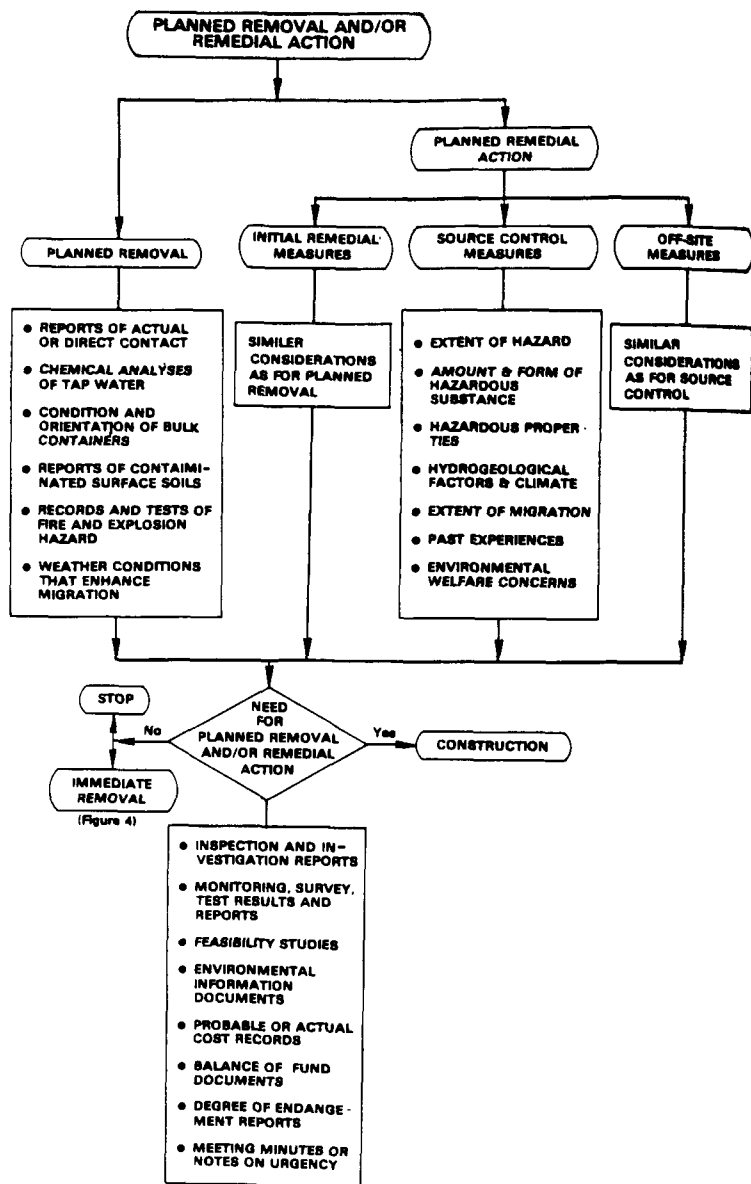 PLANNED REMOVAL AND/OR
REMEDIAL ACTION
PLANNED REMEDIAL
ACTION
PLANNED REMOVAL
INITIAL REMEDIAL
MEASURES
SOURCE CONTROL
MEASURES
OFF-SITE
MEASURES
• REPORTS OF ACTUAL
OR DIRECT CONTACT
• CHEMICAL ANALYSES
OF TAP WATER
• CONDITION AND
ORIENTATION OF BULK
CONTAINERS
• REPORTS OF CONTAIMI-
NATED SURFACE SOILS
• RECORDS AND TESTS OF
FIRE AND EXPLOSION
HAZARD
• WEATHER CONDITIONS
THAT ENHANCE
MIGRATION
SIMILER
CONSIDERATIONS
AS FOR PLANNED
REMOVAL
• EXTENT OF HAZARD
• AMOUNT & FORM OF
HAZARDOUS
SUBSTANCE
• HAZARDOUS PROPER-
TIES
• HYDROGEOLOGICAL
FACTORS & CLIMATE
• EXTENT OF MIGRATION
• PAST EXPERIENCES
• ENVIRONMENTAL
WELFARE CONCERNS
SIMILAR
CONSIDERATIONS
AS FOR SOURCE
CONTROL
STOP
No
NEED
FOR
PLANNED REMOVAL
AND/OR REMEDIAL
ACTION
Yes
CONSTRUCTION
IMMEDIATE
REMOVAL
(Figure 4)
• INSPECTION AND IN-
VESTIGATION REPORTS
• MONITORING, SURVEY,
TEST RESULTS AND
REPORTS
• FEASIBILITY STUDIES
• ENVIRONMENTAL
INFORMATION
DOCUMENTS
• PROBABLE OR ACTUAL
COST RECORDS
• BALANCE OF FUND
DOCUMENTS
• DEGREE OF ENDANGE-
MENT REPORTS
• MEETING MINUTES OR
NOTES ON URGENCY